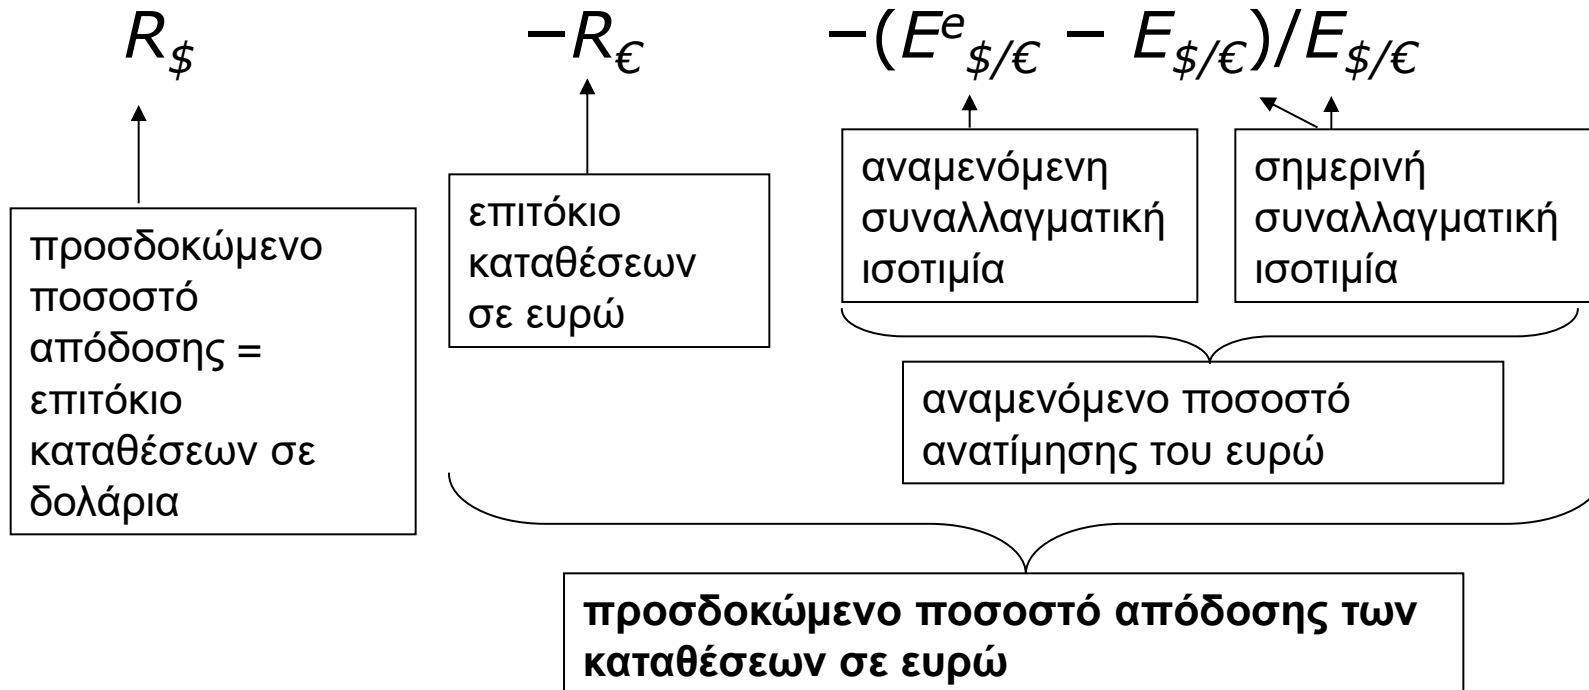 R$ −R€ −(Eᵉ$/€ − E$/€)/E$/€
προσδοκώμενο
ποσοστό
απόδοσης =
επιτόκιο
καταθέσεων σε
δολάρια
επιτόκιο
καταθέσεων
σε ευρώ
αναμενόμενη
συναλλαγματική
ισοτιμία
σημερινή
συναλλαγματική
ισοτιμία
αναμενόμενο ποσοστό
ανατίμησης του ευρώ
προσδοκώμενο ποσοστό απόδοσης των
καταθέσεων σε ευρώ